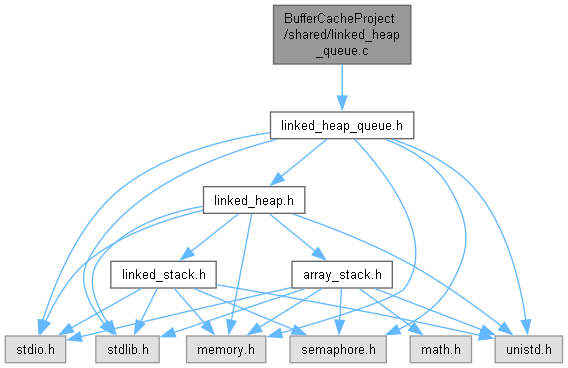 BufferCacheProject
/shared/linked_heap
_queue.c
linked_heap_queue.h
linked_heap.h
linked_stack.h
array_stack.h
stdio.h
stdlib.h
memory.h
semaphore.h
math.h
unistd.h